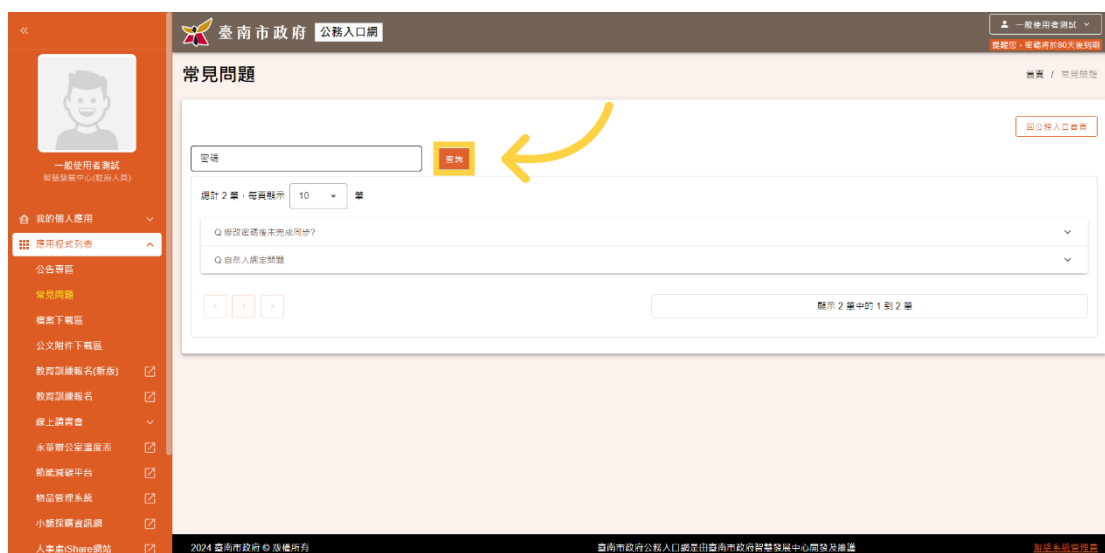 臺南市政府 公務入口網
一般使用者測試
提醒您，密碼將於80天後到期
常見問題
首頁 / 常見問題
回公務入口首頁
密碼
查詢
總計 2 筆，每頁顯示 10 筆
Q 修改密碼後未完成同步?
Q 自然人綁定問題
‹ 1 ›
顯示 2 筆中的 1 到 2 筆
«
一般使用者測試
智慧發展中心(駐府人員)
我的個人應用
應用程式列表
公告專區
常見問題
檔案下載區
公文附件下載區
教育訓練報名(新版)
教育訓練報名
線上讀書會
永華辦公室溫度表
節能減碳平台
物品管理系統
小額採購資訊網
人事處iShare網站
2024 臺南市政府 © 版權所有
臺南市政府公務入口網是由臺南市政府智慧發展中心開發及維護
聯絡系統管理員